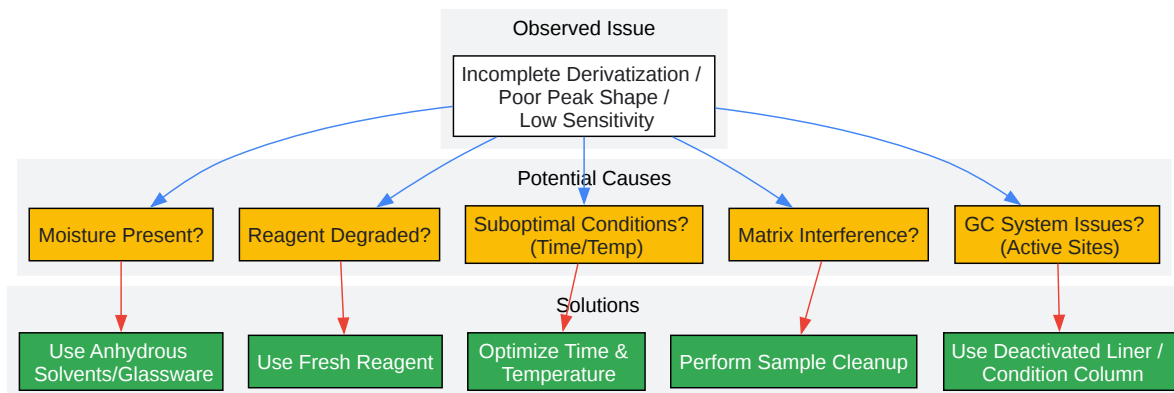 Observed Issue
Incomplete Derivatization /
Poor Peak Shape /
Low Sensitivity
Potential Causes
Moisture Present?
Reagent Degraded?
Suboptimal Conditions?
(Time/Temp)
Matrix Interference?
GC System Issues?
(Active Sites)
Solutions
Use Anhydrous
Solvents/Glassware
Use Fresh Reagent
Optimize Time &
Temperature
Perform Sample Cleanup
Use Deactivated Liner /
Condition Column